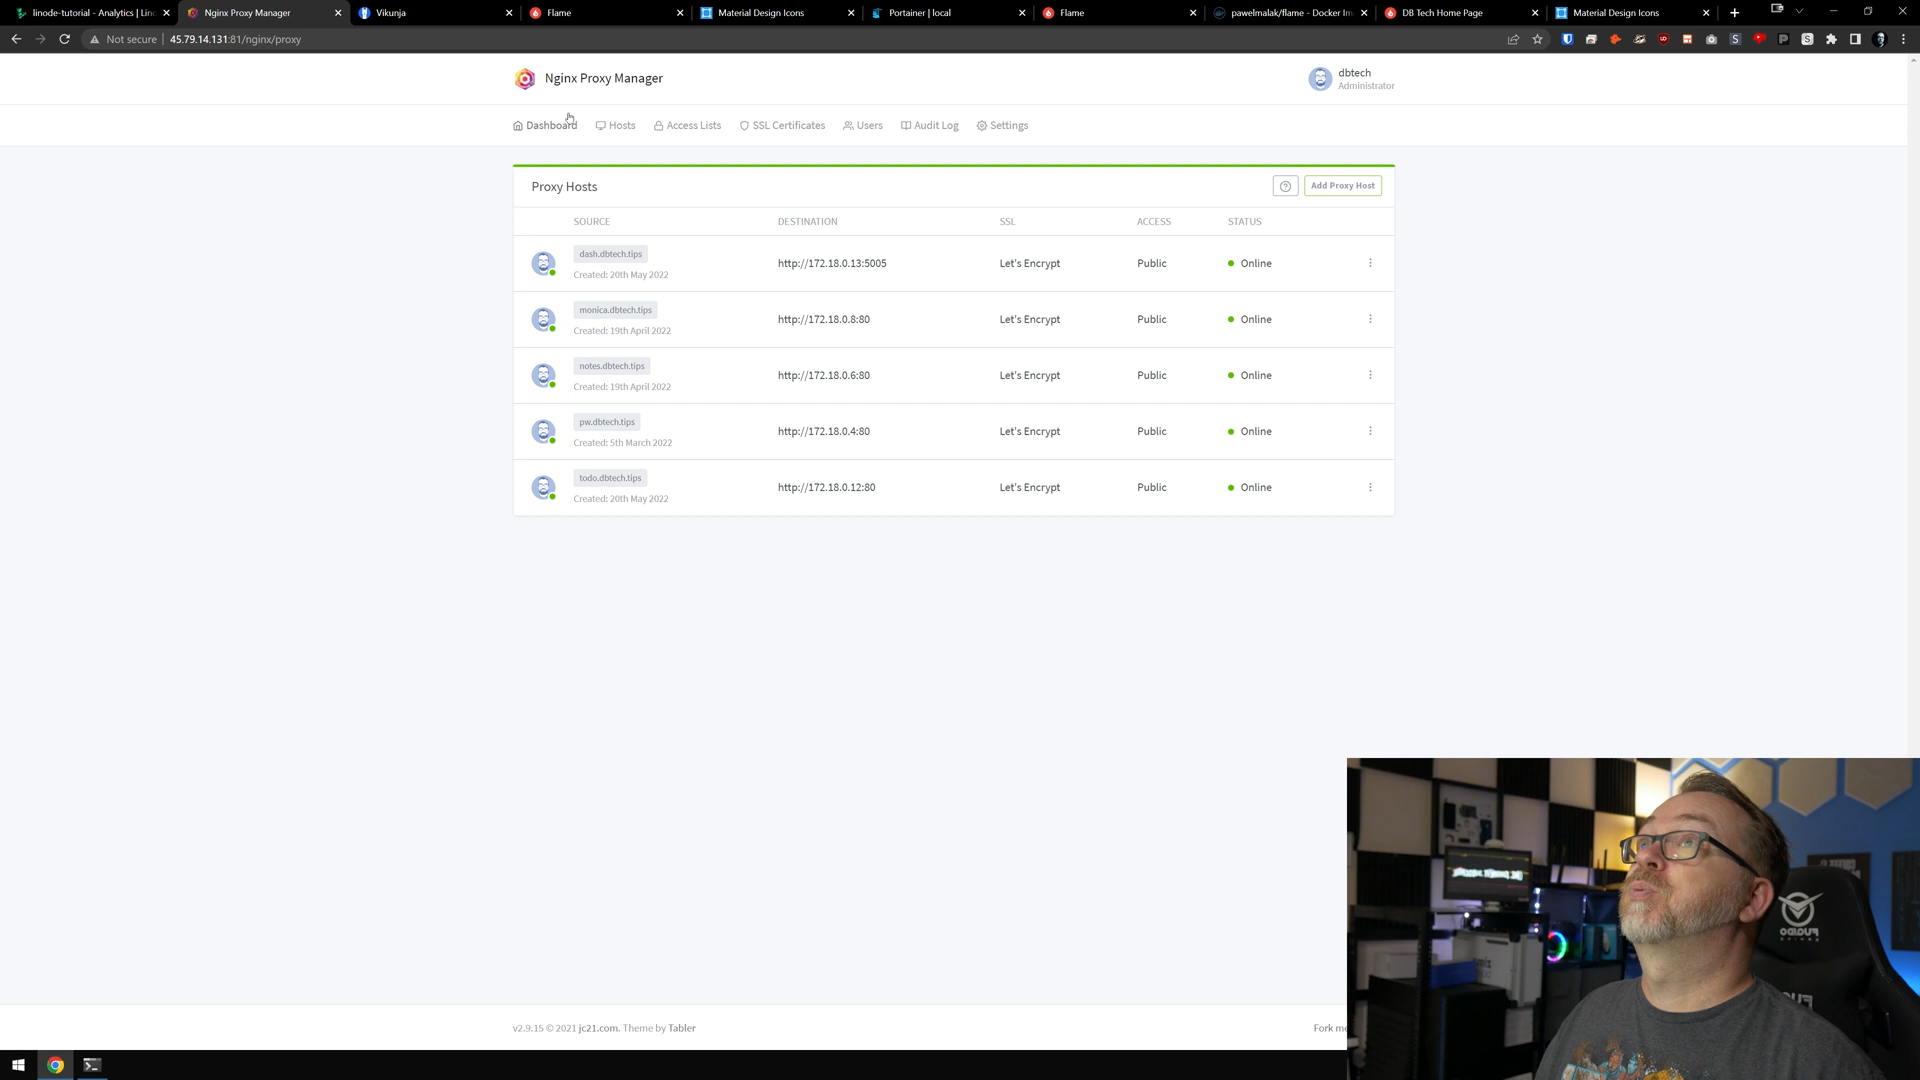 linode-tutorial - Analytics | Lin
Nginx Proxy Manager
Vikunja
Flame
Material Design Icons
Portainer | local
Flame
pawelmalak/flame - Docker Im
DB Tech Home Page
Material Design Icons
Not secure
45.79.14.131:81/nginx/proxy
Nginx Proxy Manager
dbtech
Administrator
Dashboard
Hosts
Access Lists
SSL Certificates
Users
Audit Log
Settings
Proxy Hosts
Add Proxy Host
SOURCE DESTINATION SSL ACCESS STATUS
dash.dbtech.tips
Created: 20th May 2022
http://172.18.0.13:5005 Let's Encrypt Public Online
monica.dbtech.tips
Created: 19th April 2022
http://172.18.0.8:80 Let's Encrypt Public Online
notes.dbtech.tips
Created: 19th April 2022
http://172.18.0.6:80 Let's Encrypt Public Online
pw.dbtech.tips
Created: 5th March 2022
http://172.18.0.4:80 Let's Encrypt Public Online
todo.dbtech.tips
Created: 20th May 2022
http://172.18.0.12:80 Let's Encrypt Public Online
v2.9.15 © 2021 jc21.com. Theme by Tabler
Fork me